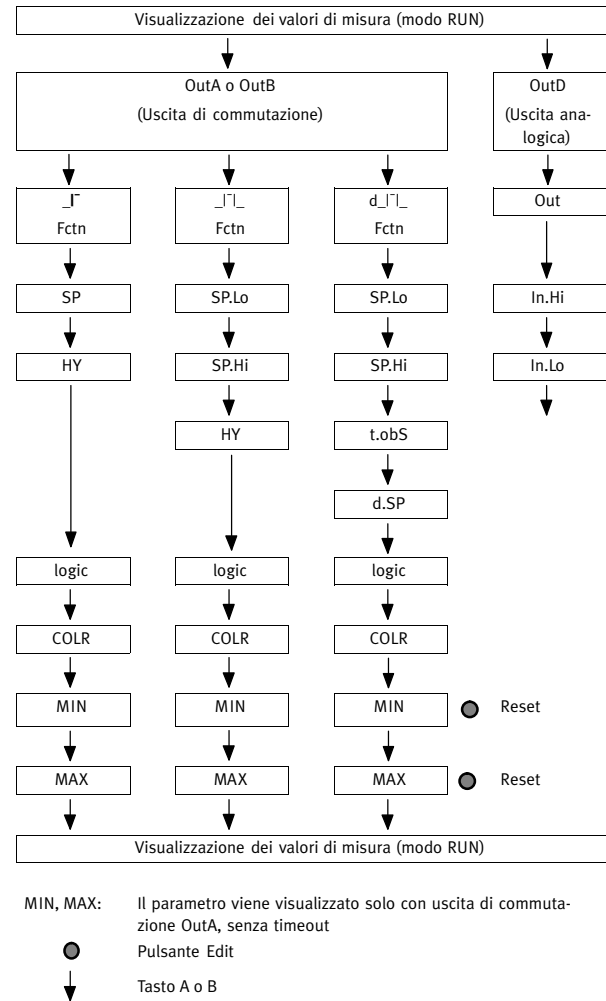 Visualizzazione dei valori di misura (modo RUN)
OutA o OutB
(Uscita di commutazione)
OutD
(Uscita ana-
logica)
_|¯
Fctn
_|¯|_
Fctn
d_|¯|_
Fctn
Out
SP
SP.Lo
SP.Lo
In.Hi
HY
SP.Hi
SP.Hi
In.Lo
HY
t.obS
d.SP
logic
logic
logic
COLR
COLR
COLR
MIN
MIN
MIN
Reset
MAX
MAX
MAX
Reset
Visualizzazione dei valori di misura (modo RUN)
MIN, MAX: Il parametro viene visualizzato solo con uscita di commuta-
zione OutA, senza timeout
Pulsante Edit
Tasto A o B